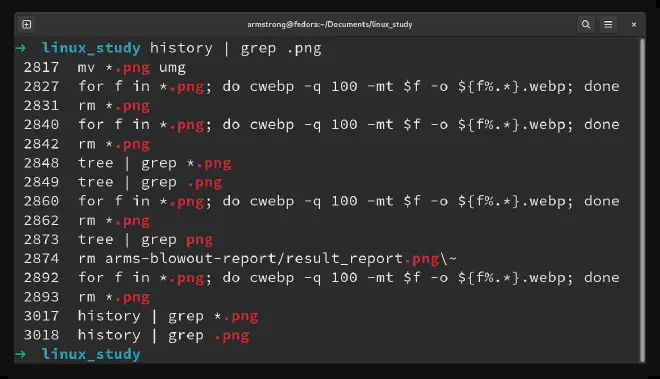 armstrong@fedora:~/Documents/linux_study
→ linux_study history | grep .png
2817 mv *.png umg
2827 for f in *.png; do cwebp -q 100 -mt $f -o ${f%.*}.webp; done
2831 rm *.png
2840 for f in *.png; do cwebp -q 100 -mt $f -o ${f%.*}.webp; done
2842 rm *.png
2848 tree | grep *.png
2849 tree | grep .png
2860 for f in *.png; do cwebp -q 100 -mt $f -o ${f%.*}.webp; done
2862 rm *.png
2873 tree | grep png
2874 rm arms-blowout-report/result_report.png\~
2892 for f in *.png; do cwebp -q 100 -mt $f -o ${f%.*}.webp; done
2893 rm *.png
3017 history | grep *.png
3018 history | grep .png
→ linux_study